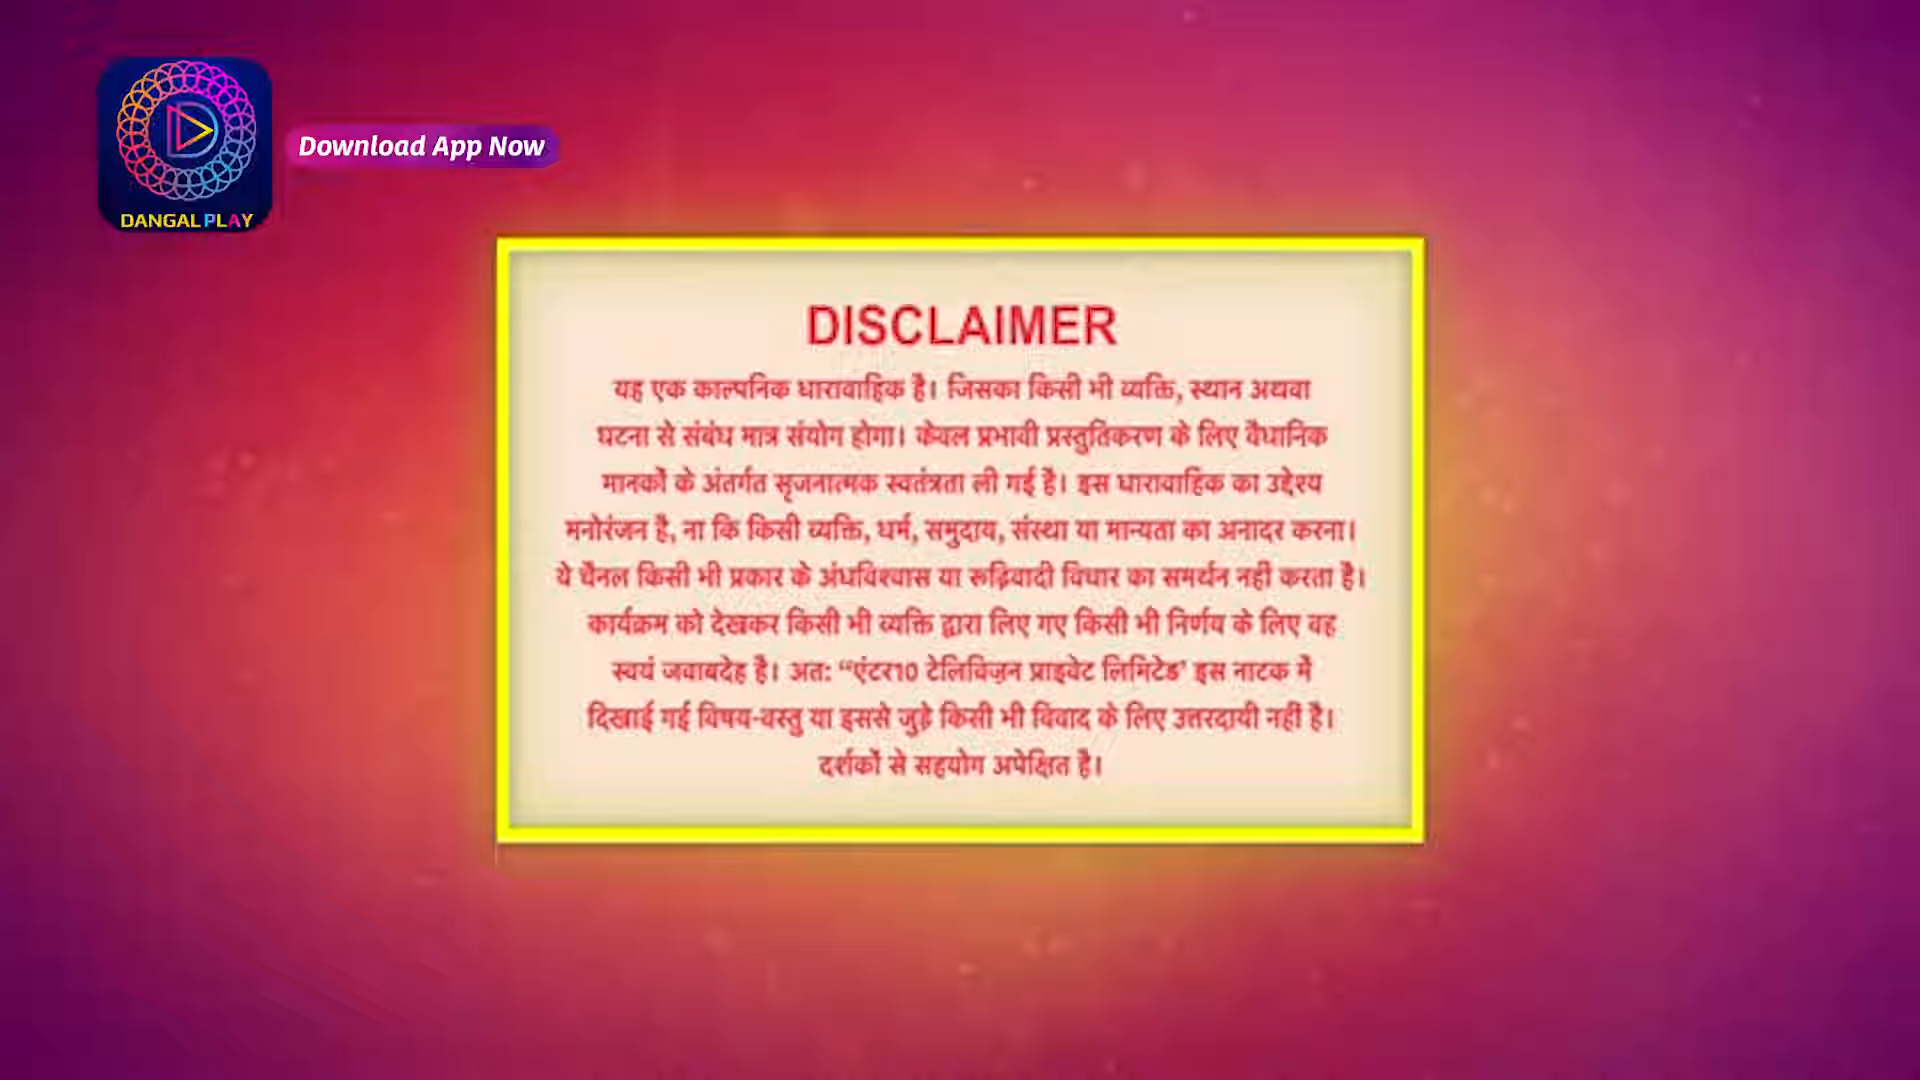 DANGAL PLAY
Download App Now
DISCLAIMER
यह एक काल्पनिक धारावाहिक है। जिसका किसी भी व्यक्ति, स्थान अथवा
घटना से संबंध मात्र संयोग होगा। केवल प्रभावी प्रस्तुतिकरण के लिए वैधानिक
मानकों के अंतर्गत सृजनात्मक स्वतंत्रता ली गई है। इस धारावाहिक का उद्देश्य
मनोरंजन है, ना कि किसी व्यक्ति, धर्म, समुदाय, संस्था या मान्यता का अनादर करना।
ये चैनल किसी भी प्रकार के अंधविश्वास या रूढ़िवादी विचार का समर्थन नहीं करता है।
कार्यक्रम को देखकर किसी भी व्यक्ति द्वारा लिए गए किसी भी निर्णय के लिए वह
स्वयं जवाबदेह है। अत: “एंटर10 टेलिविज़न प्राइवेट लिमिटेड’ इस नाटक में
दिखाई गई विषय-वस्तु या इससे जुड़े किसी भी विवाद के लिए उत्तरदायी नहीं है।
दर्शकों से सहयोग अपेक्षित है।